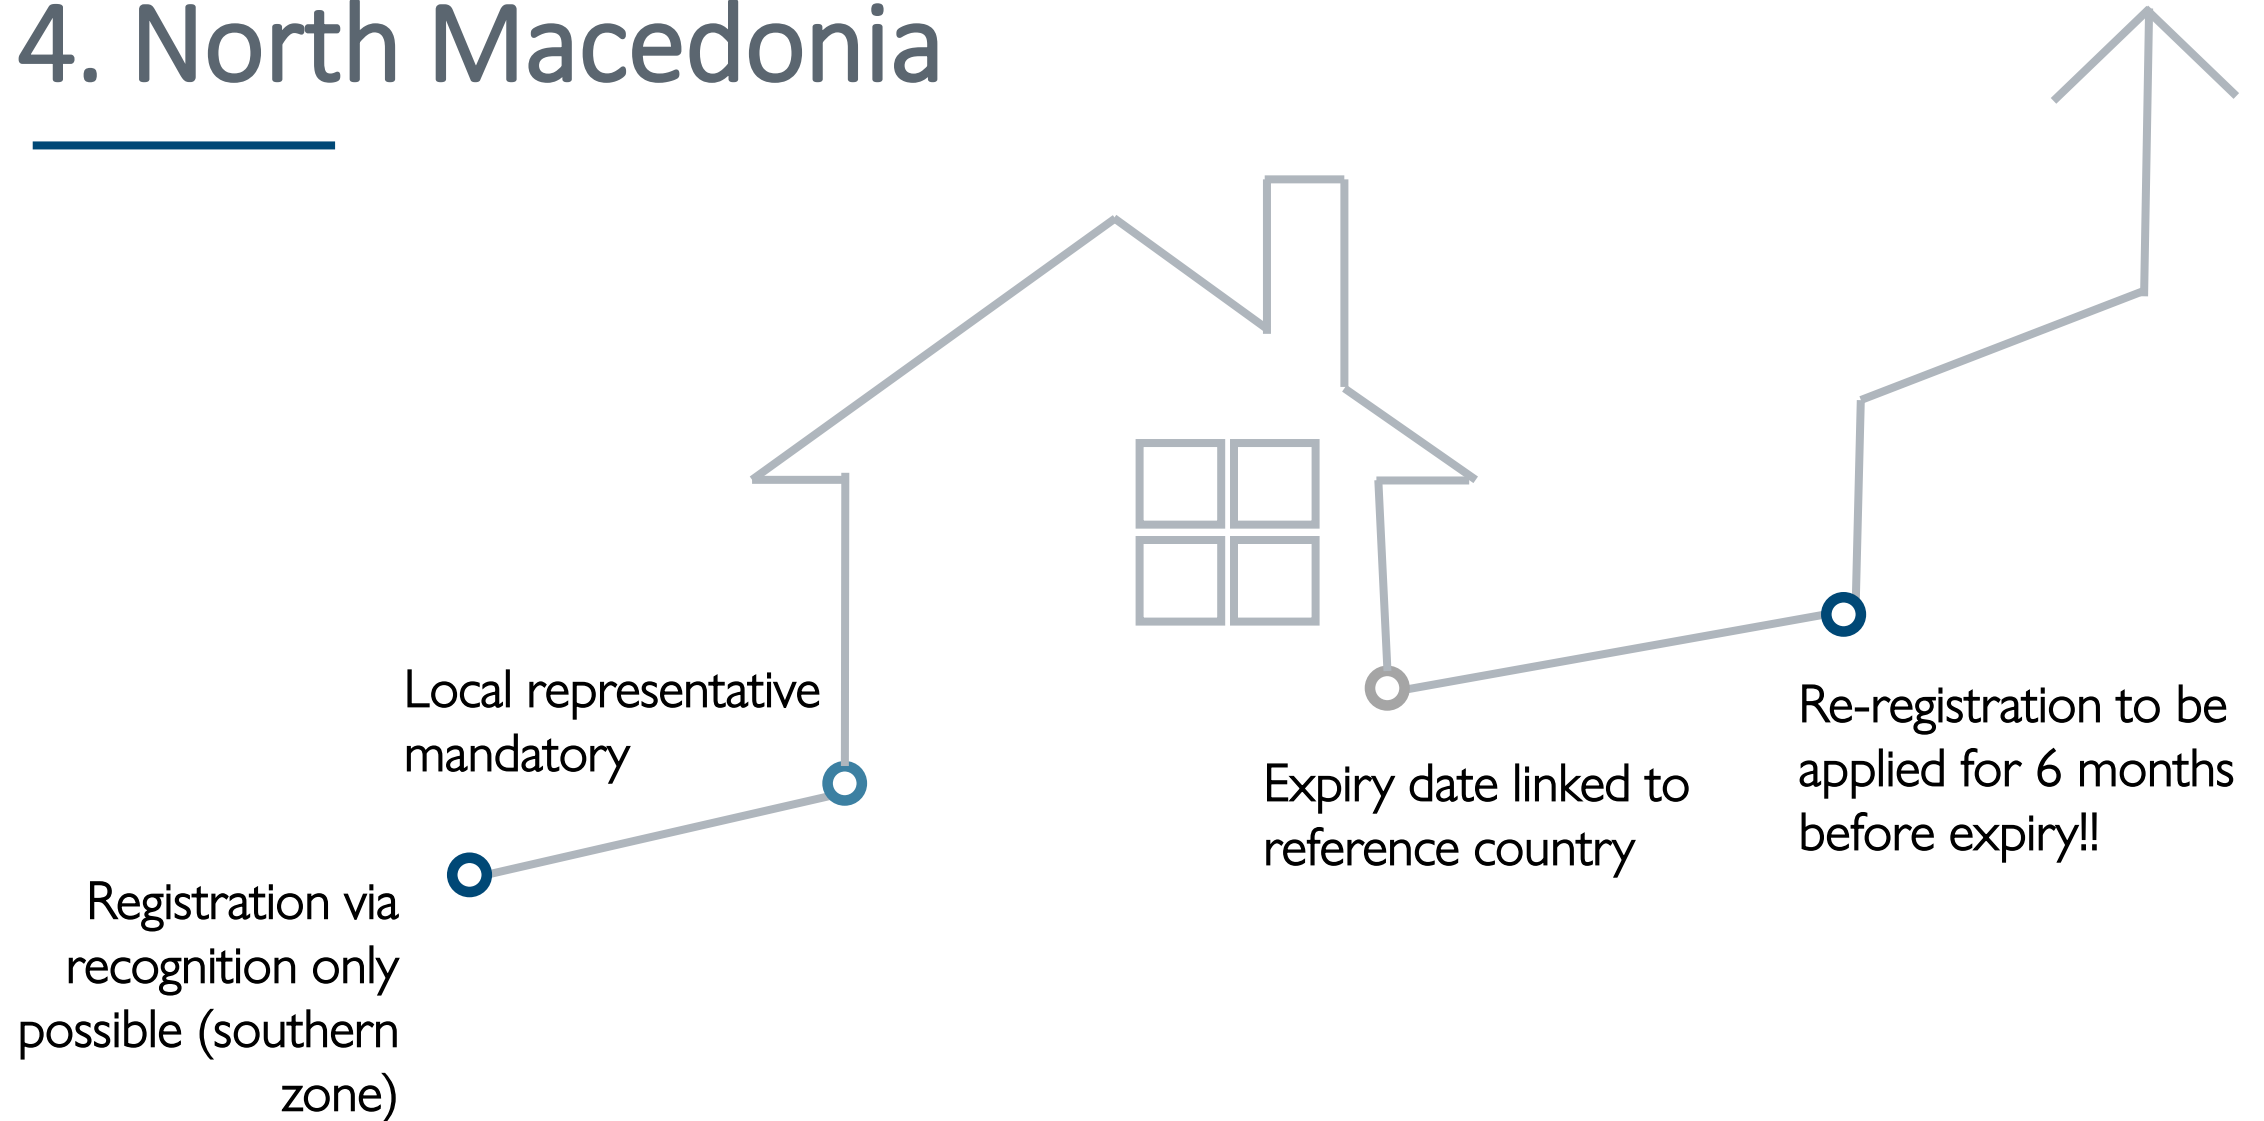 4. North Macedonia
Registration via
recognition only
possible (southern
zone)
Local representative
mandatory
Expiry date linked to
reference country
Re-registration to be
applied for 6 months
before expiry!!